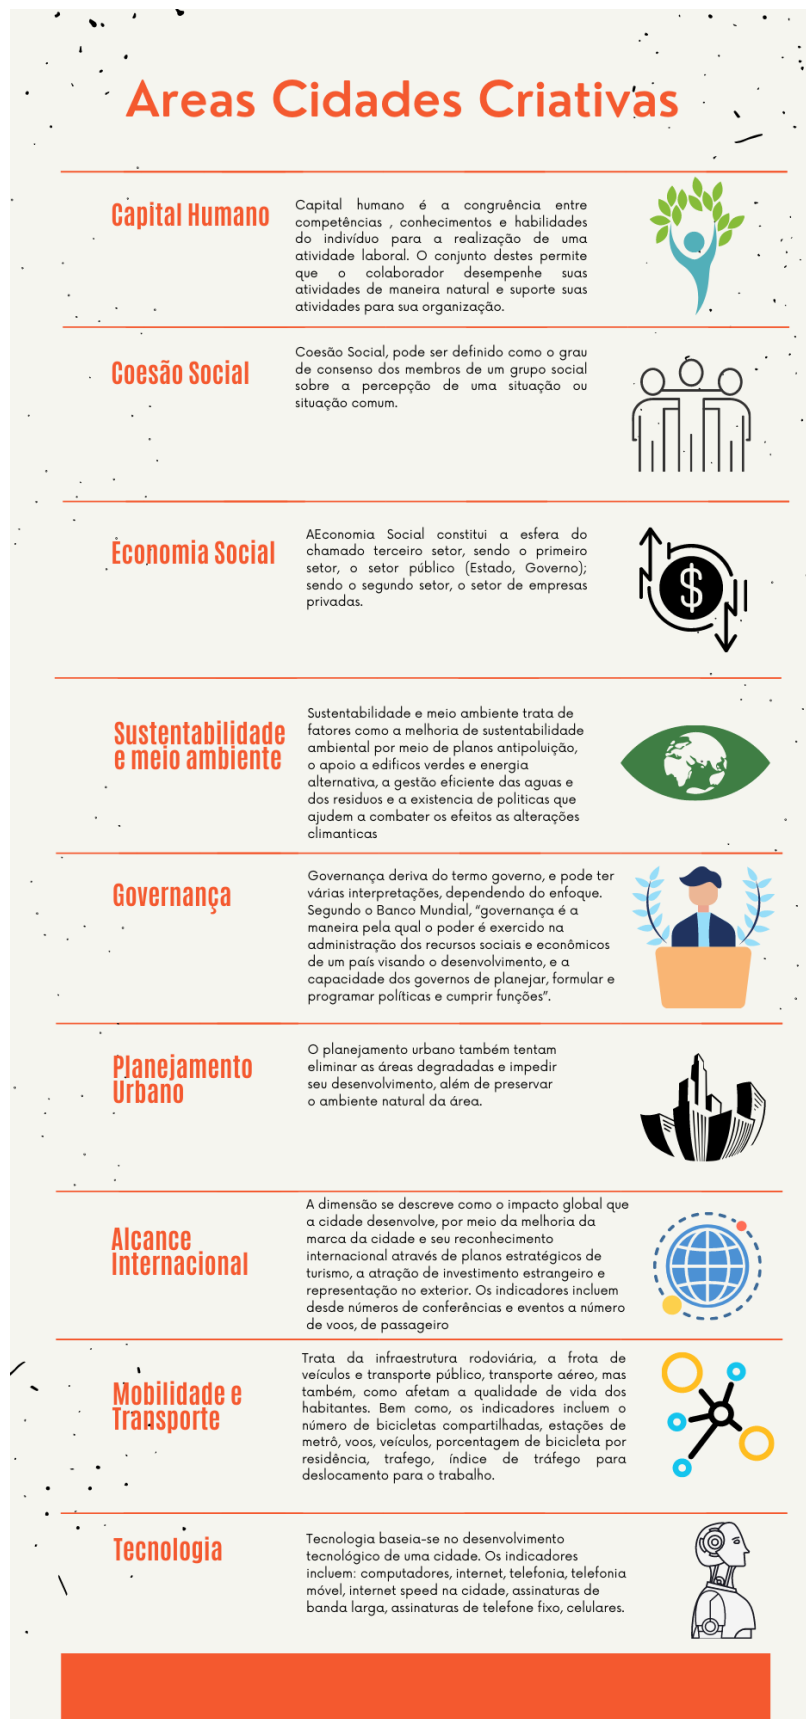 Areas Cidades Criativas
Capital Humano
Capital humano é a congruência entre
competências , conhecimentos e habilidades
do indivíduo para a realização de uma
atividade laboral. O conjunto destes permite
que o colaborador desempenhe suas
atividades de maneira natural e suporte suas
atividades para sua organização.
Coesão Social
Coesão Social, pode ser definido como o grau
de consenso dos membros de um grupo social
sobre a percepção de uma situação ou
situação comum.
Economia Social
AEconomia Social constitui a esfera do
chamado terceiro setor, sendo o primeiro
setor, o setor público (Estado, Governo);
sendo o segundo setor, o setor de empresas
privadas.
$
Sustentabilidade
e meio ambiente
Sustentabilidade e meio ambiente trata de
fatores como a melhoria de sustentabilidade
ambiental por meio de planos antipoluição,
o apoio a edificos verdes e energia
alternativa, a gestão eficiente das aguas e
dos residuos e a existencia de politicas que
ajudem a combater os efeitos as alterações
climanticas
Governança
Governança deriva do termo governo, e pode ter
várias interpretações, dependendo do enfoque.
Segundo o Banco Mundial, “governança é a
maneira pela qual o poder é exercido na
administração dos recursos sociais e econômicos
de um país visando o desenvolvimento, e a
capacidade dos governos de planejar, formular e
programar políticas e cumprir funções”.
Planejamento
Urbano
O planejamento urbano também tentam
eliminar as áreas degradadas e impedir
seu desenvolvimento, além de preservar
o ambiente natural da área.
Alcance
Internacional
A dimensão se descreve como o impacto global que
a cidade desenvolve, por meio da melhoria da
marca da cidade e seu reconhecimento
internacional através de planos estratégicos de
turismo, a atração de investimento estrangeiro e
representação no exterior. Os indicadores incluem
desde números de conferências e eventos a número
de voos, de passageiro
Mobilidade e
Transporte
Trata da infraestrutura rodoviária, a frota de
veículos e transporte público, transporte aéreo, mas
também, como afetam a qualidade de vida dos
habitantes. Bem como, os indicadores incluem o
número de bicicletas compartilhadas, estações de
metrô, voos, veículos, porcentagem de bicicleta por
residência, trafego, índice de tráfego para
deslocamento para o trabalho.
Tecnologia
Tecnologia baseia-se no desenvolvimento
tecnológico de uma cidade. Os indicadores
incluem: computadores, internet, telefonia, telefonia
móvel, internet speed na cidade, assinaturas de
banda larga, assinaturas de telefone fixo, celulares.